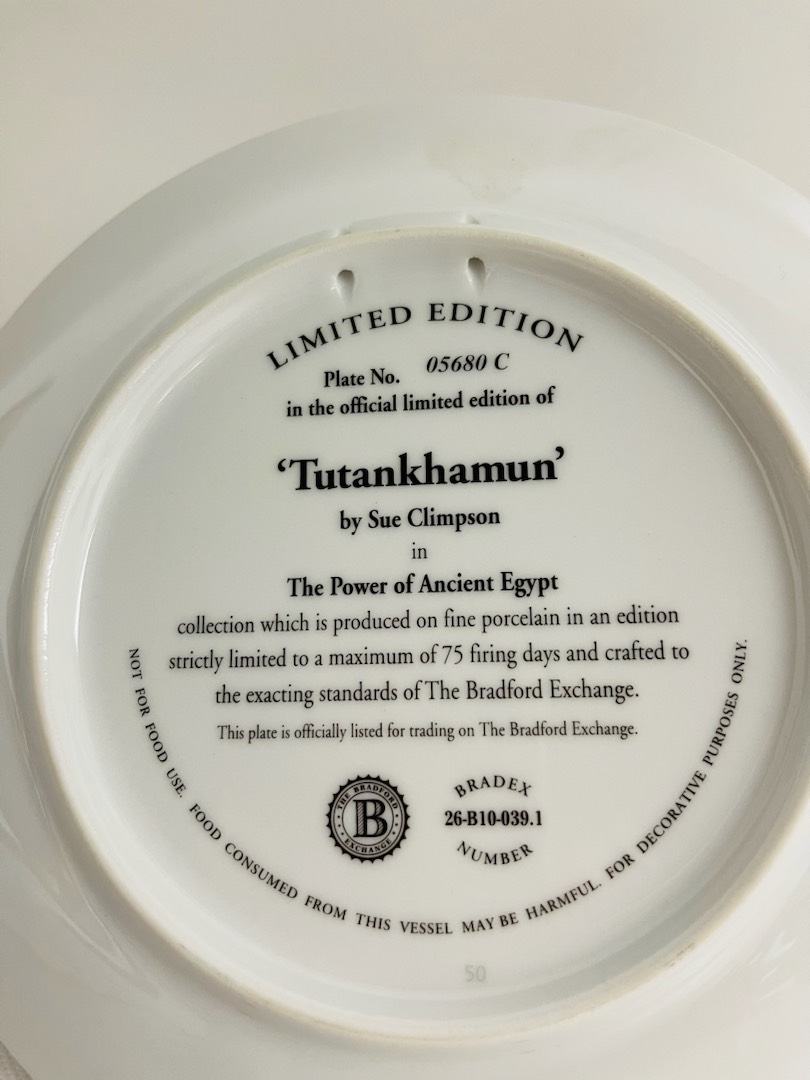 LIMITED EDITION
Plate No. 05680 C
in the official limited edition of
‘Tutankhamun’
by Sue Climpson
in
The Power of Ancient Egypt
collection which is produced on fine porcelain in an edition
strictly limited to a maximum of 75 firing days and crafted to
the exacting standards of The Bradford Exchange.
This plate is officially listed for trading on The Bradford Exchange.
THE BRADFORD
B
EXCHANGE
BRADEX
26-B10-039.1
NUMBER
NOT FOR FOOD USE. FOOD CONSUMED FROM THIS VESSEL MAY BE HARMFUL. FOR DECORATIVE PURPOSES ONLY.
50